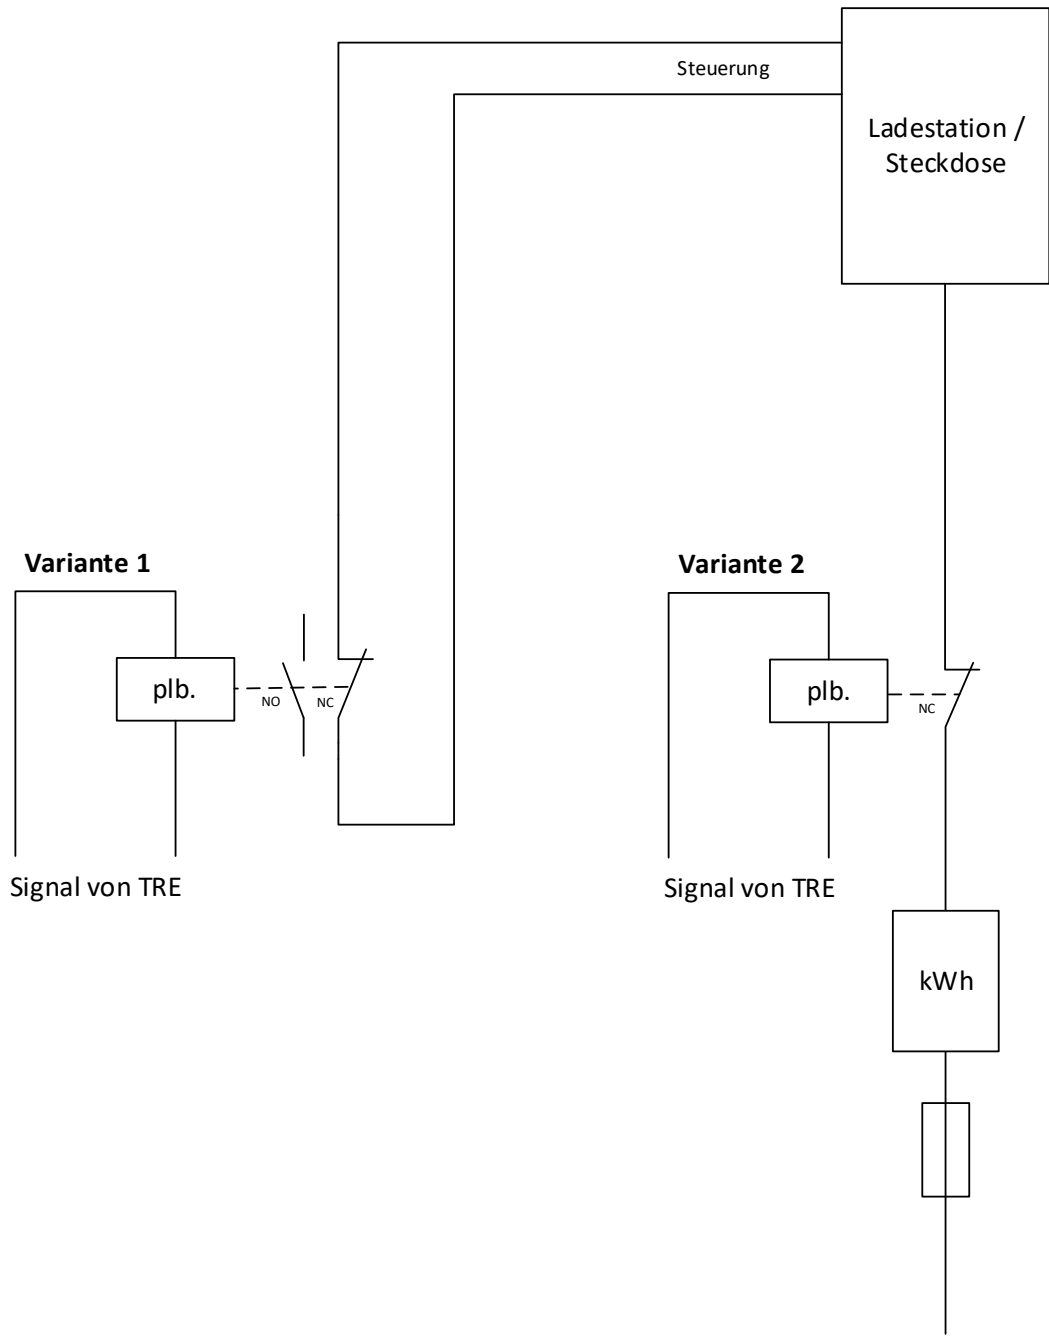 Steuerung
Ladestation /
Steckdose
Variante 1
Variante 2
plb.
NO
NC
plb.
NC
Signal von TRE
Signal von TRE
kWh